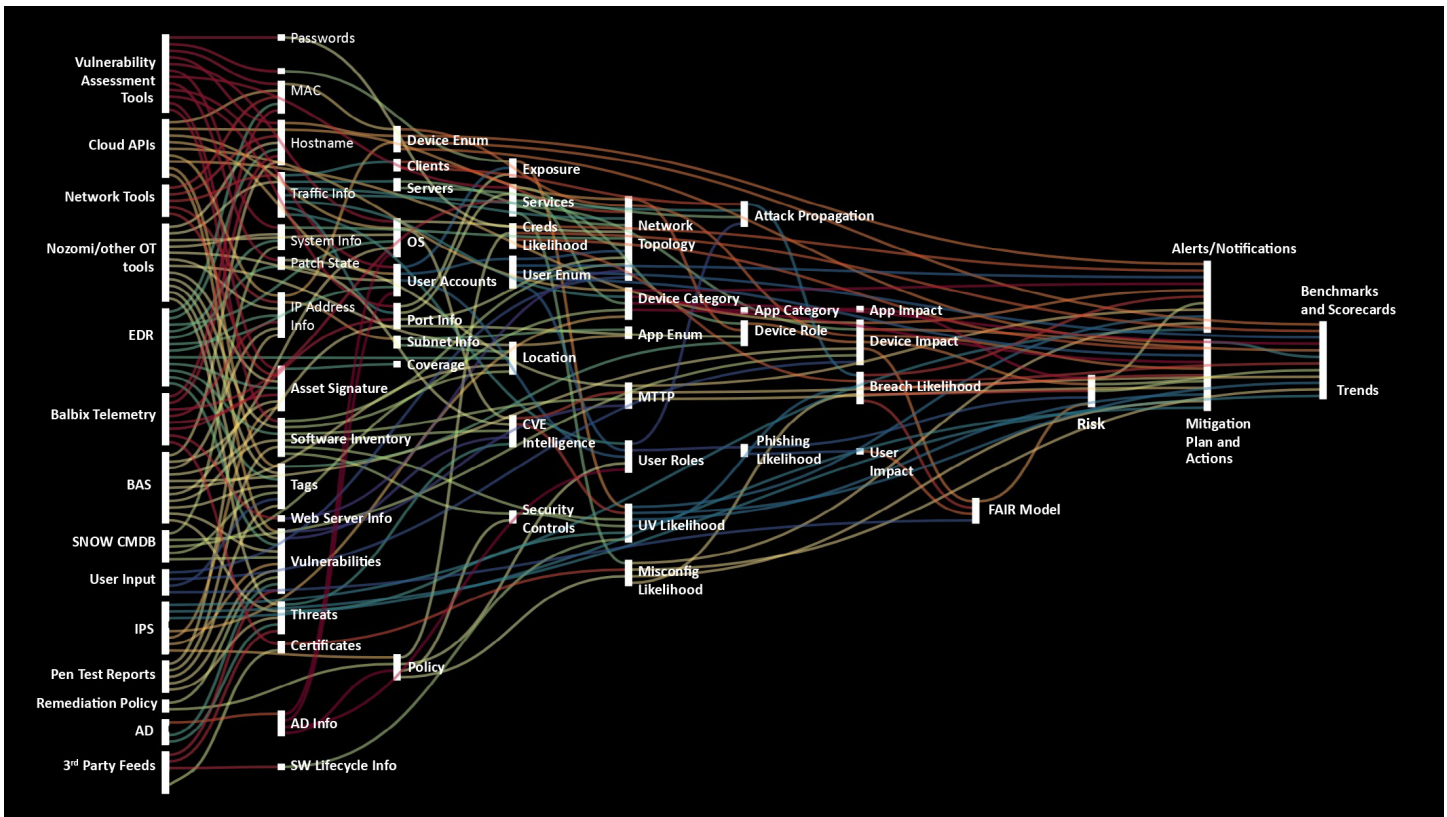 Vulnerability
Assessment
Tools
Cloud APIs
Network Tools
Nozomi/other OT
tools
EDR
Balbix Telemetry
BAS
SNOW CMDB
User Input
IPS
Pen Test Reports
Remediation Policy
AD
3rd Party Feeds
Passwords
MAC
Hostname
Traffic Info
System Info
Patch State
IP Address
Info
Asset Signature
Software Inventory
Tags
Web Server Info
Vulnerabilities
Threats
Certificates
AD Info
SW Lifecycle Info
Device Enum
Clients
Servers
OS
User Accounts
Port Info
Subnet Info
Coverage
Policy
Exposure
Services
Creds
Likelihood
User Enum
Location
CVE
Intelligence
Security
Controls
Network
Topology
Device Category
App Enum
MTTP
User Roles
UV Likelihood
Misconfig
Likelihood
Attack Propagation
App Category
Device Role
Phishing
Likelihood
App Impact
Device Impact
Breach Likelihood
User
Impact
FAIR Model
Risk
Alerts/Notifications
Mitigation
Plan and
Actions
Benchmarks
and Scorecards
Trends